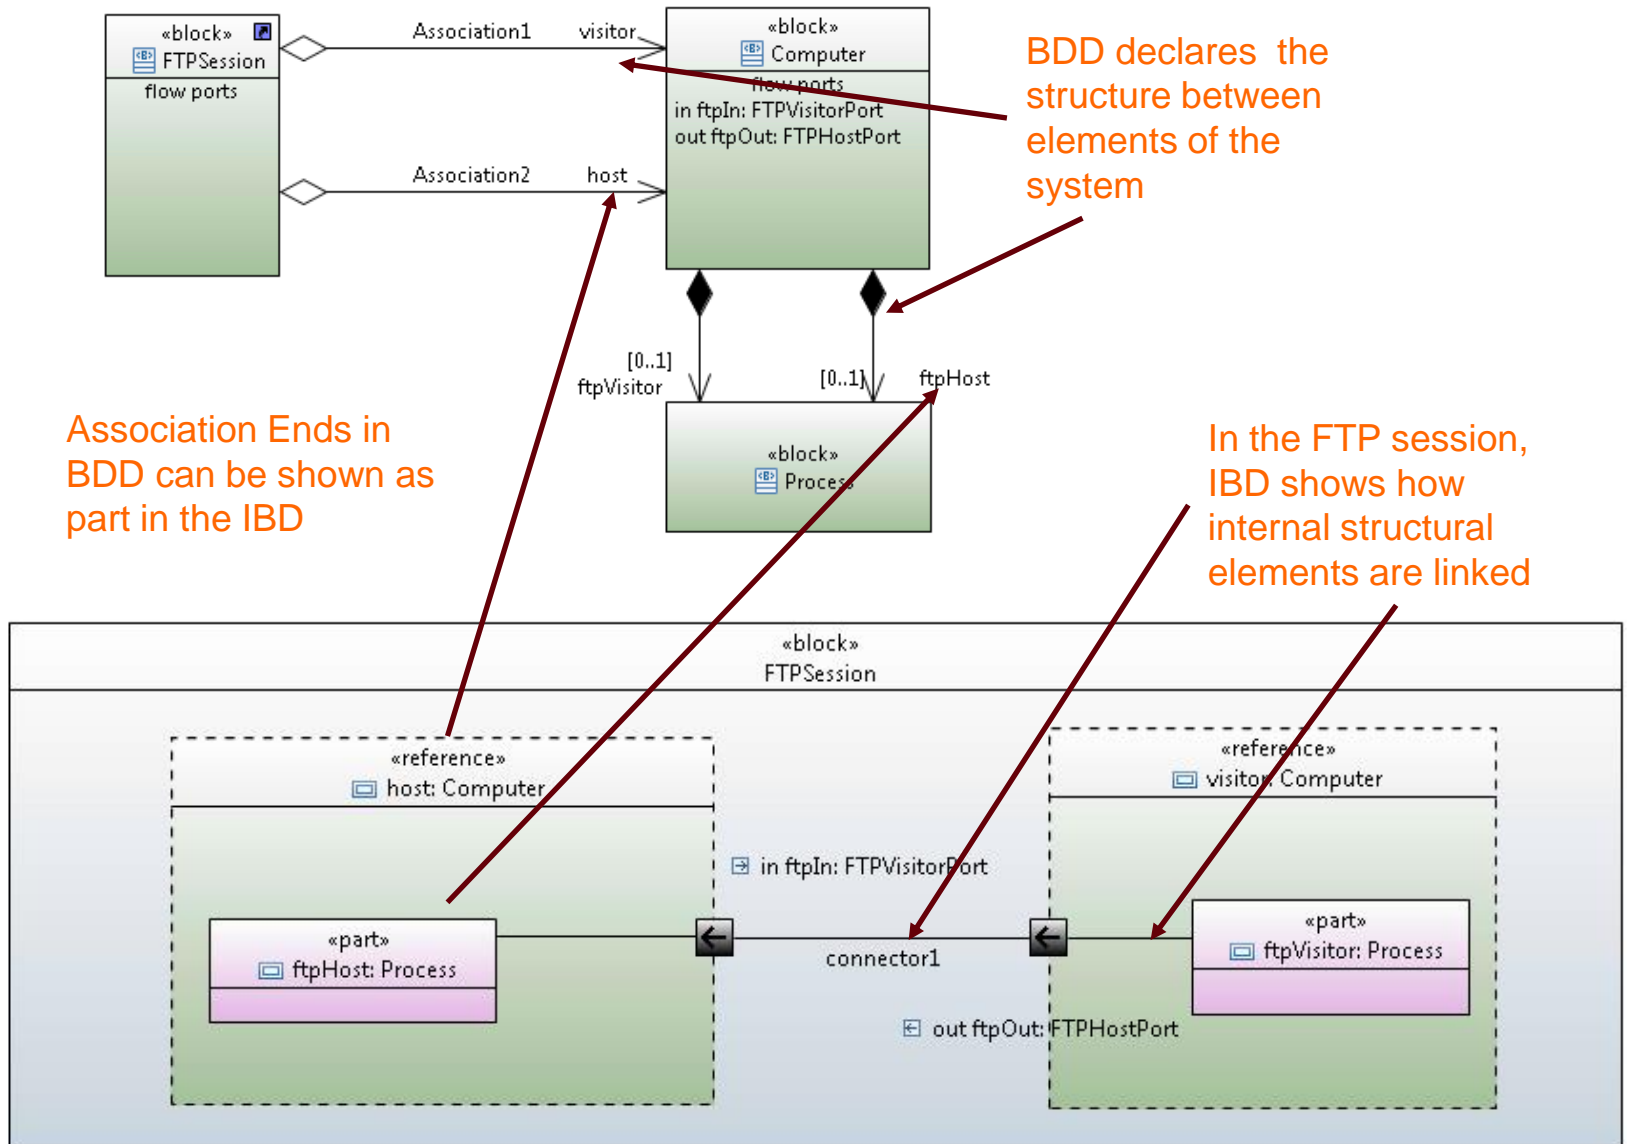 «block»
FTPSession
flow ports
Association1
visitor
Association2
host
«block»
Computer
flow ports
in ftpIn: FTPVisitorPort
out ftpOut: FTPHostPort
BDD declares the
structure between
elements of the
system
[0..1]
ftpVisitor
[0..1]
ftpHost
«block»
Process
Association Ends in
BDD can be shown as
part in the IBD
In the FTP session,
IBD shows how
internal structural
elements are linked
«block»
FTPSession
«reference»
host: Computer
«reference»
visitor: Computer
in ftpIn: FTPVisitorPort
«part»
ftpHost: Process
connector1
«part»
ftpVisitor: Process
out ftpOut: FTPHostPort